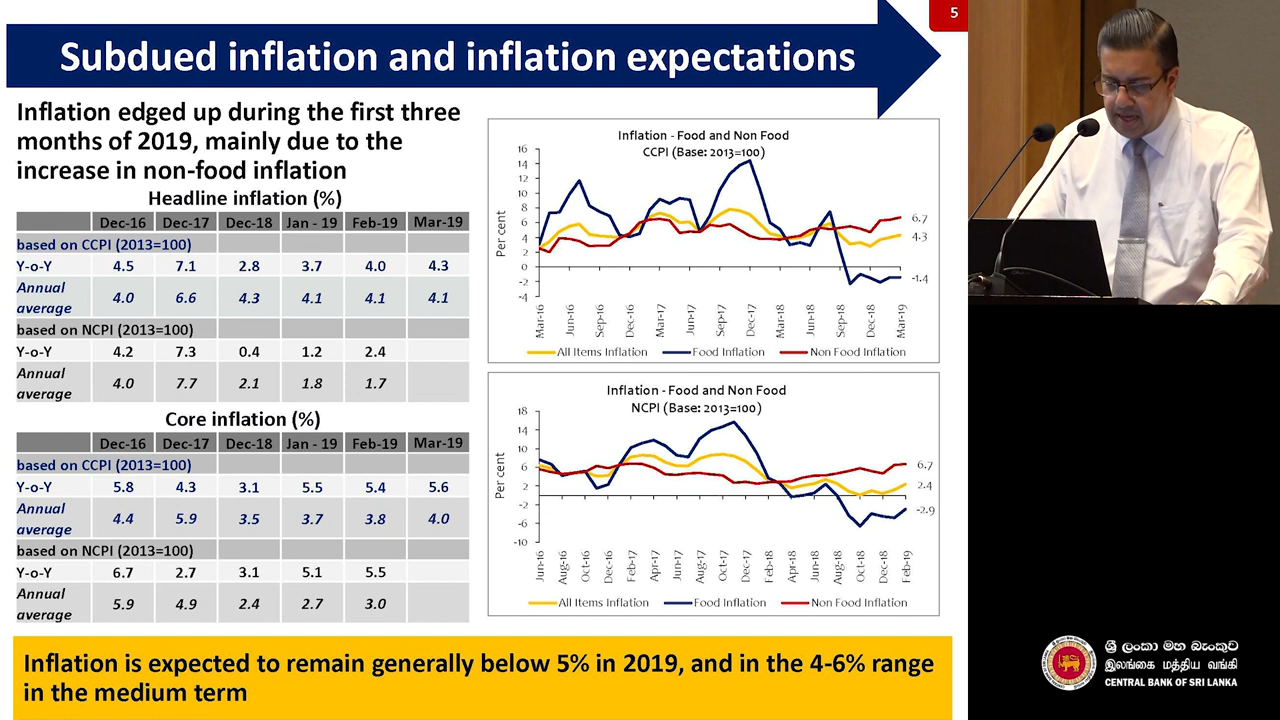 5
Subdued inflation and inflation expectations
Inflation edged up during the first three
months of 2019, mainly due to the
increase in non-food inflation
Headline inflation (%)
Dec-16 Dec-17 Dec-18 Jan - 19 Feb-19 Mar-19
based on CCPI (2013=100)
Y-o-Y 4.5 7.1 2.8 3.7 4.0 4.3
Annual
average 4.0 6.6 4.3 4.1 4.1 4.1
based on NCPI (2013=100)
Y-o-Y 4.2 7.3 0.4 1.2 2.4
Annual
average 4.0 7.7 2.1 1.8 1.7
Core inflation (%)
Dec-16 Dec-17 Dec-18 Jan - 19 Feb-19 Mar-19
based on CCPI (2013=100)
Y-o-Y 5.8 4.3 3.1 5.5 5.4 5.6
Annual
average 4.4 5.9 3.5 3.7 3.8 4.0
based on NCPI (2013=100)
Y-o-Y 6.7 2.7 3.1 5.1 5.5
Annual
average 5.9 4.9 2.4 2.7 3.0
Inflation - Food and Non Food
CCPI (Base: 2013=100)
Per cent
16
14
12
10
8
6
4
2
0
-2
-4
6.7
4.3
-1.4
Mar-16 Jun-16 Sep-16 Dec-16 Mar-17 Jun-17 Sep-17 Dec-17 Mar-18 Jun-18 Sep-18 Dec-18 Mar-19
All Items Inflation Food Inflation Non Food Inflation
Inflation - Food and Non Food
NCPI (Base: 2013=100)
Per cent
18
14
10
6
2
-2
-6
-10
6.7
2.4
-2.9
Jun-16 Aug-16 Oct-16 Dec-16 Feb-17 Apr-17 Jun-17 Aug-17 Oct-17 Dec-17 Feb-18 Apr-18 Jun-18 Aug-18 Oct-18 Dec-18 Feb-19
All Items Inflation Food Inflation Non Food Inflation
Inflation is expected to remain generally below 5% in 2019, and in the 4-6% range
in the medium term
ශ්‍රී ලංකා මහ බැංකුව
இலங்கை மத்திய வங்கி
CENTRAL BANK OF SRI LANKA